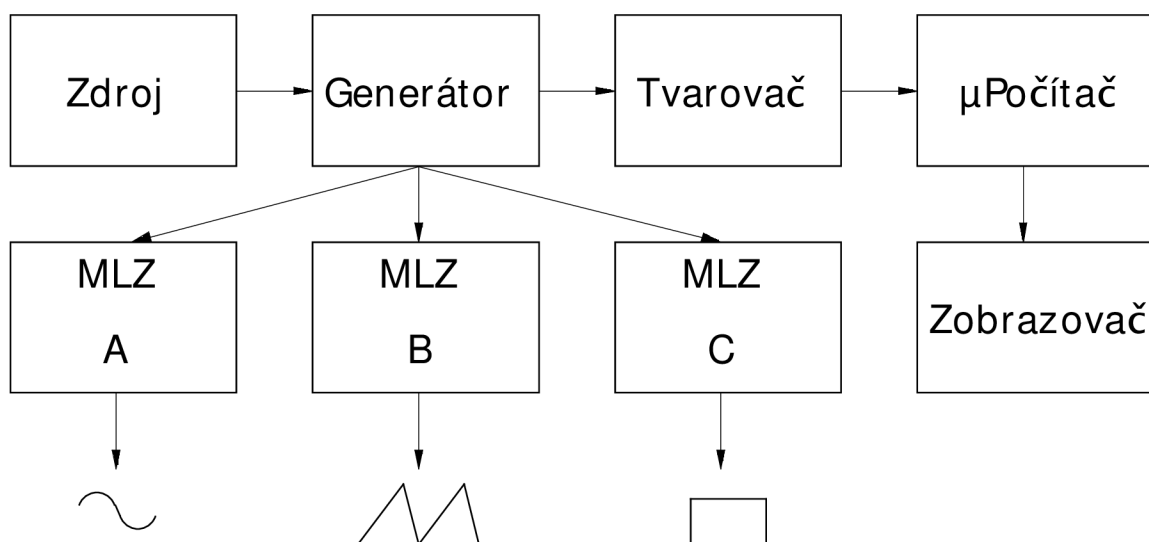 Zdroj
Generátor
Tvarovač
µPočítač
MLZ
A
MLZ
B
MLZ
C
Zobrazovač